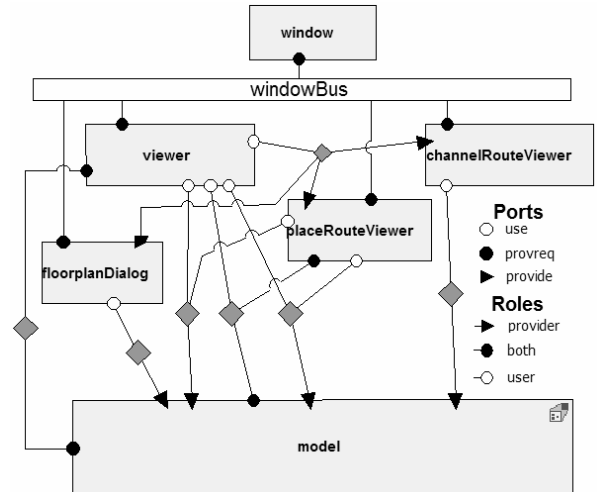 window
windowBus
viewer
channelRouteViewer
Ports
use
provreq
provide
placeRouteViewer
floorplanDialog
Roles
provider
both
user
model